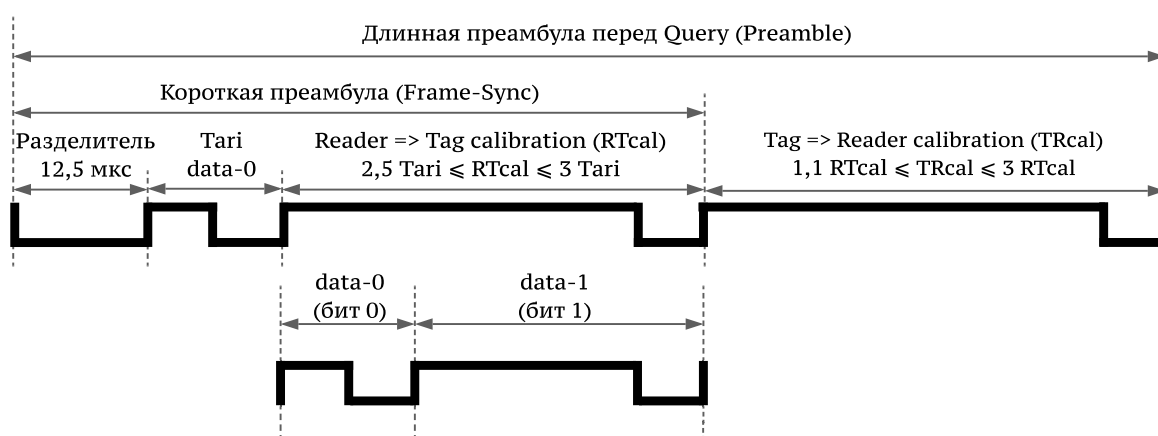 Длинная преамбула перед Query (Preamble)
Короткая преамбула (Frame-Sync)
Разделитель
12,5 мкс
Tari
data-0
Reader => Tag calibration (RTcal)
2,5 Tari ⩽ RTcal ⩽ 3 Tari
Tag => Reader calibration (TRcal)
1,1 RTcal ⩽ TRcal ⩽ 3 RTcal
data-0
(бит 0)
data-1
(бит 1)